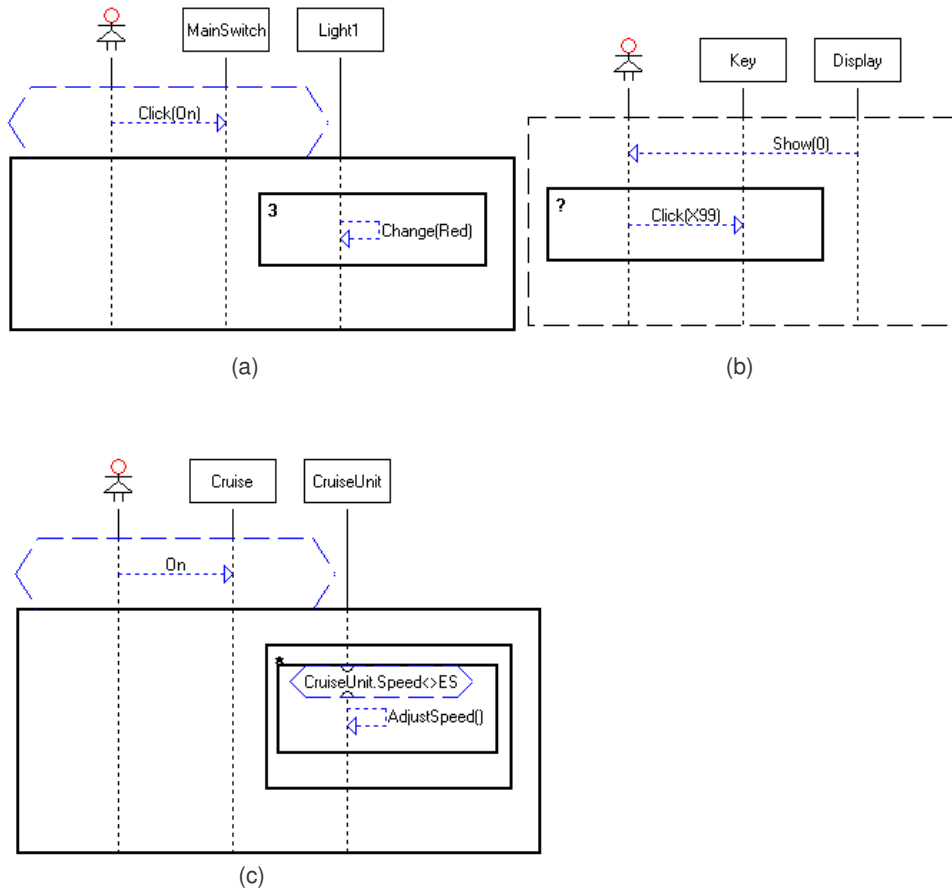 MainSwitch
Light1
Click(On)
3
Change(Red)
(a)
Key
Display
Show(0)
?
Click(X99)
(b)
Cruise
CruiseUnit
On
*
CruiseUnit.Speed<>ES
AdjustSpeed()
(c)